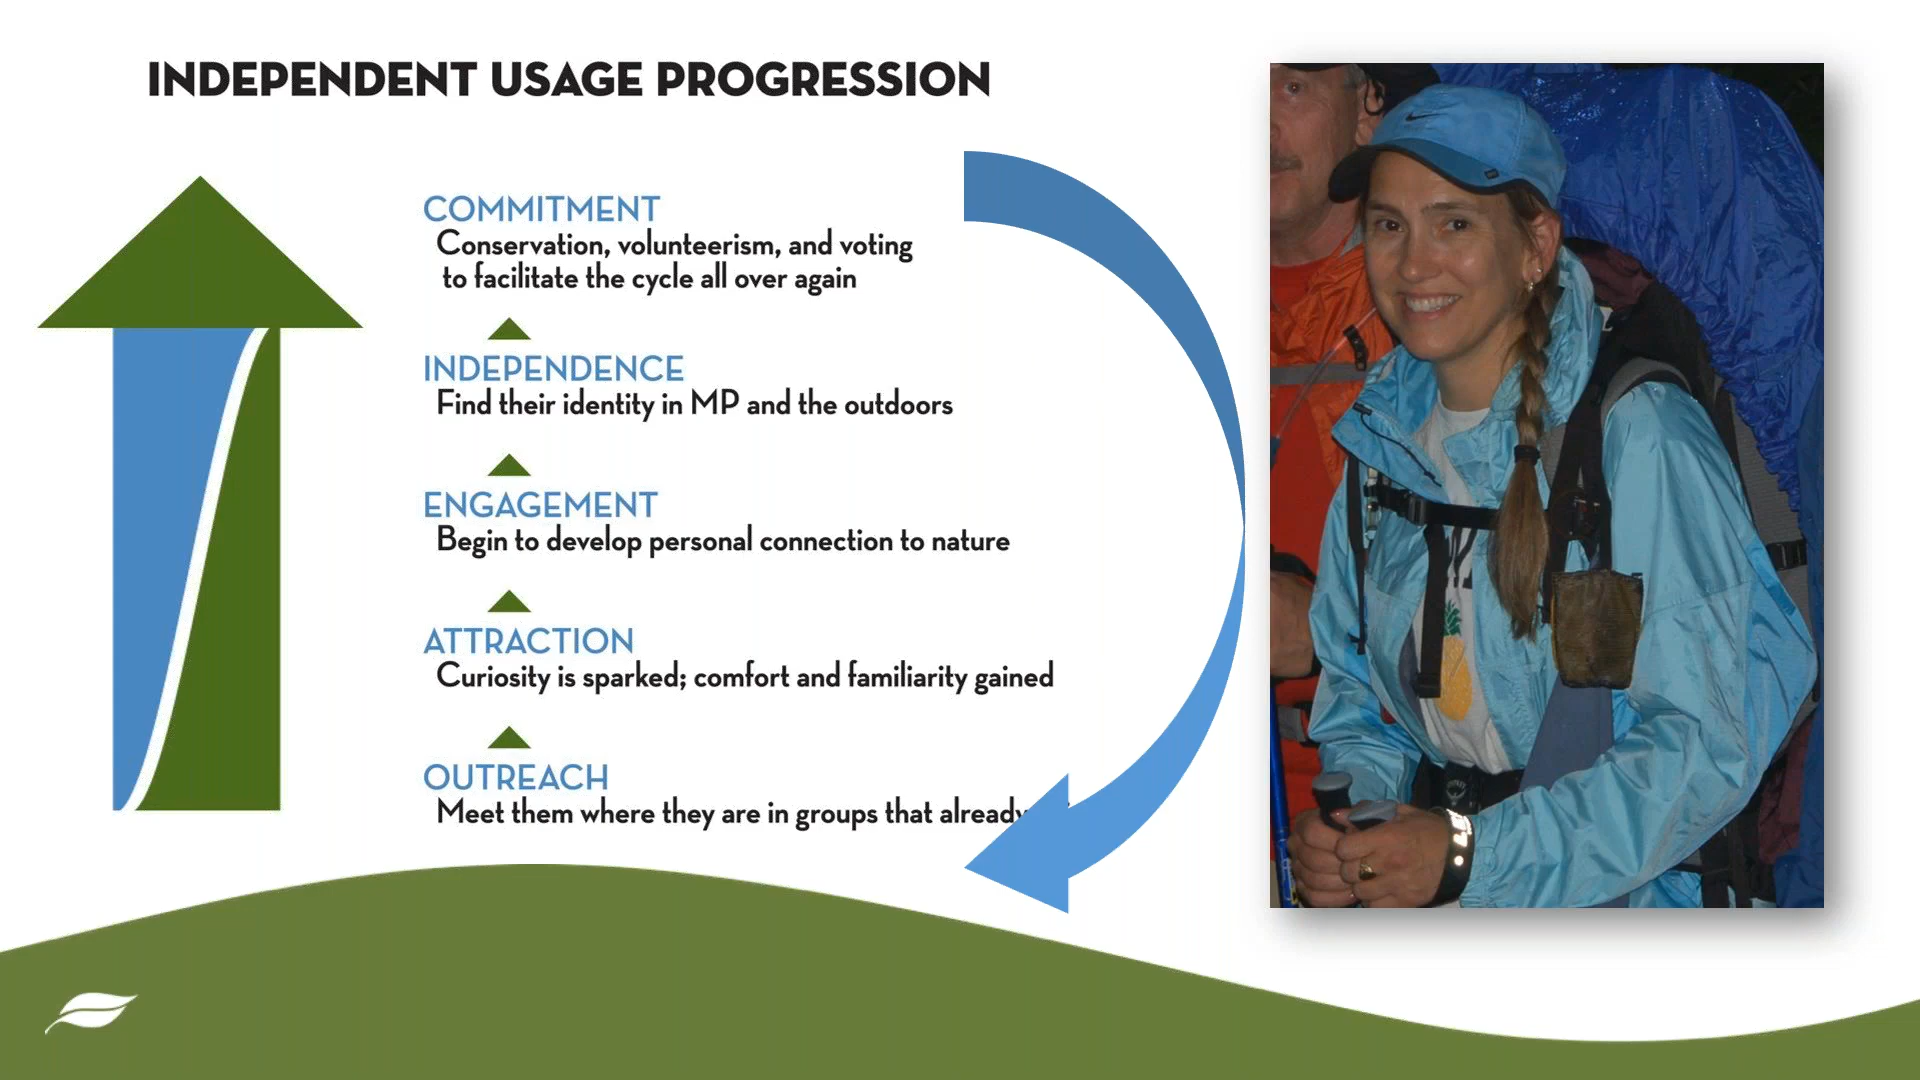 INDEPENDENT USAGE PROGRESSION
COMMITMENT
Conservation, volunteerism, and voting
to facilitate the cycle all over again
INDEPENDENCE
Find their identity in MP and the outdoors
ENGAGEMENT
Begin to develop personal connection to nature
ATTRACTION
Curiosity is sparked; comfort and familiarity gained
OUTREACH
Meet them where they are in groups that already